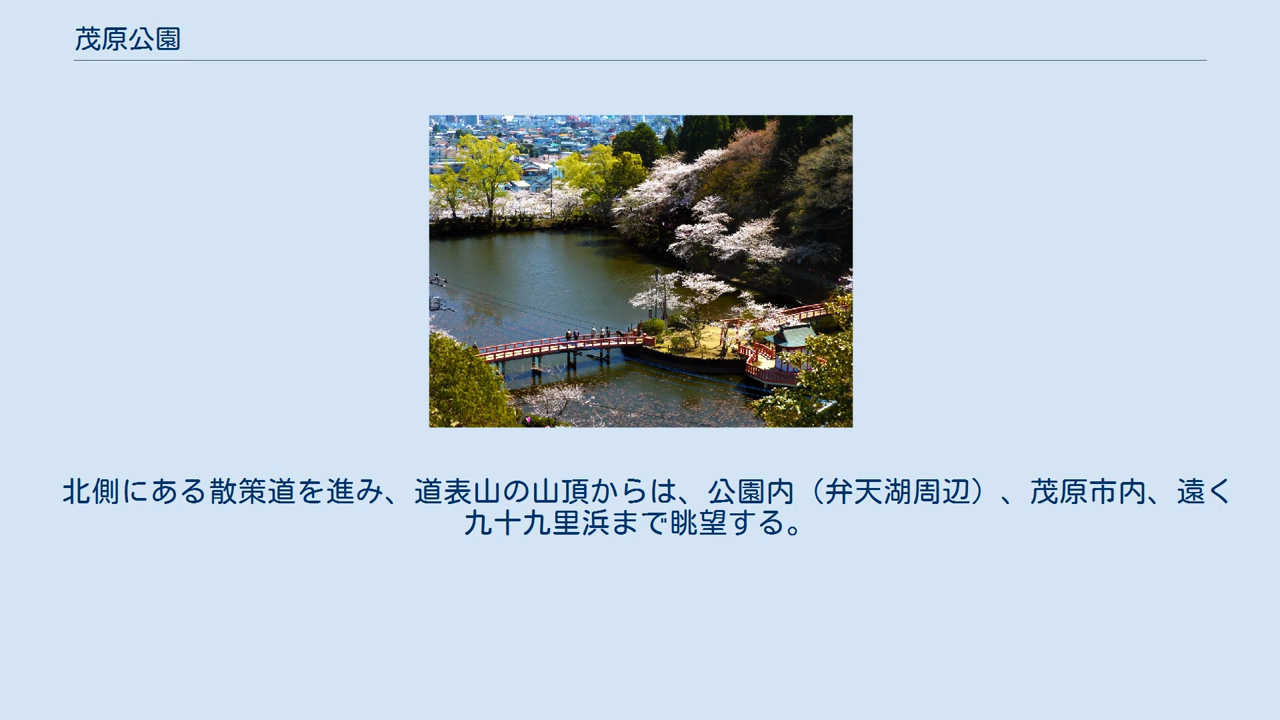 茂原公園
北側にある散策道を進み、道表山の山頂からは、公園内（弁天湖周辺）、茂原市内、遠く
九十九里浜まで眺望する。